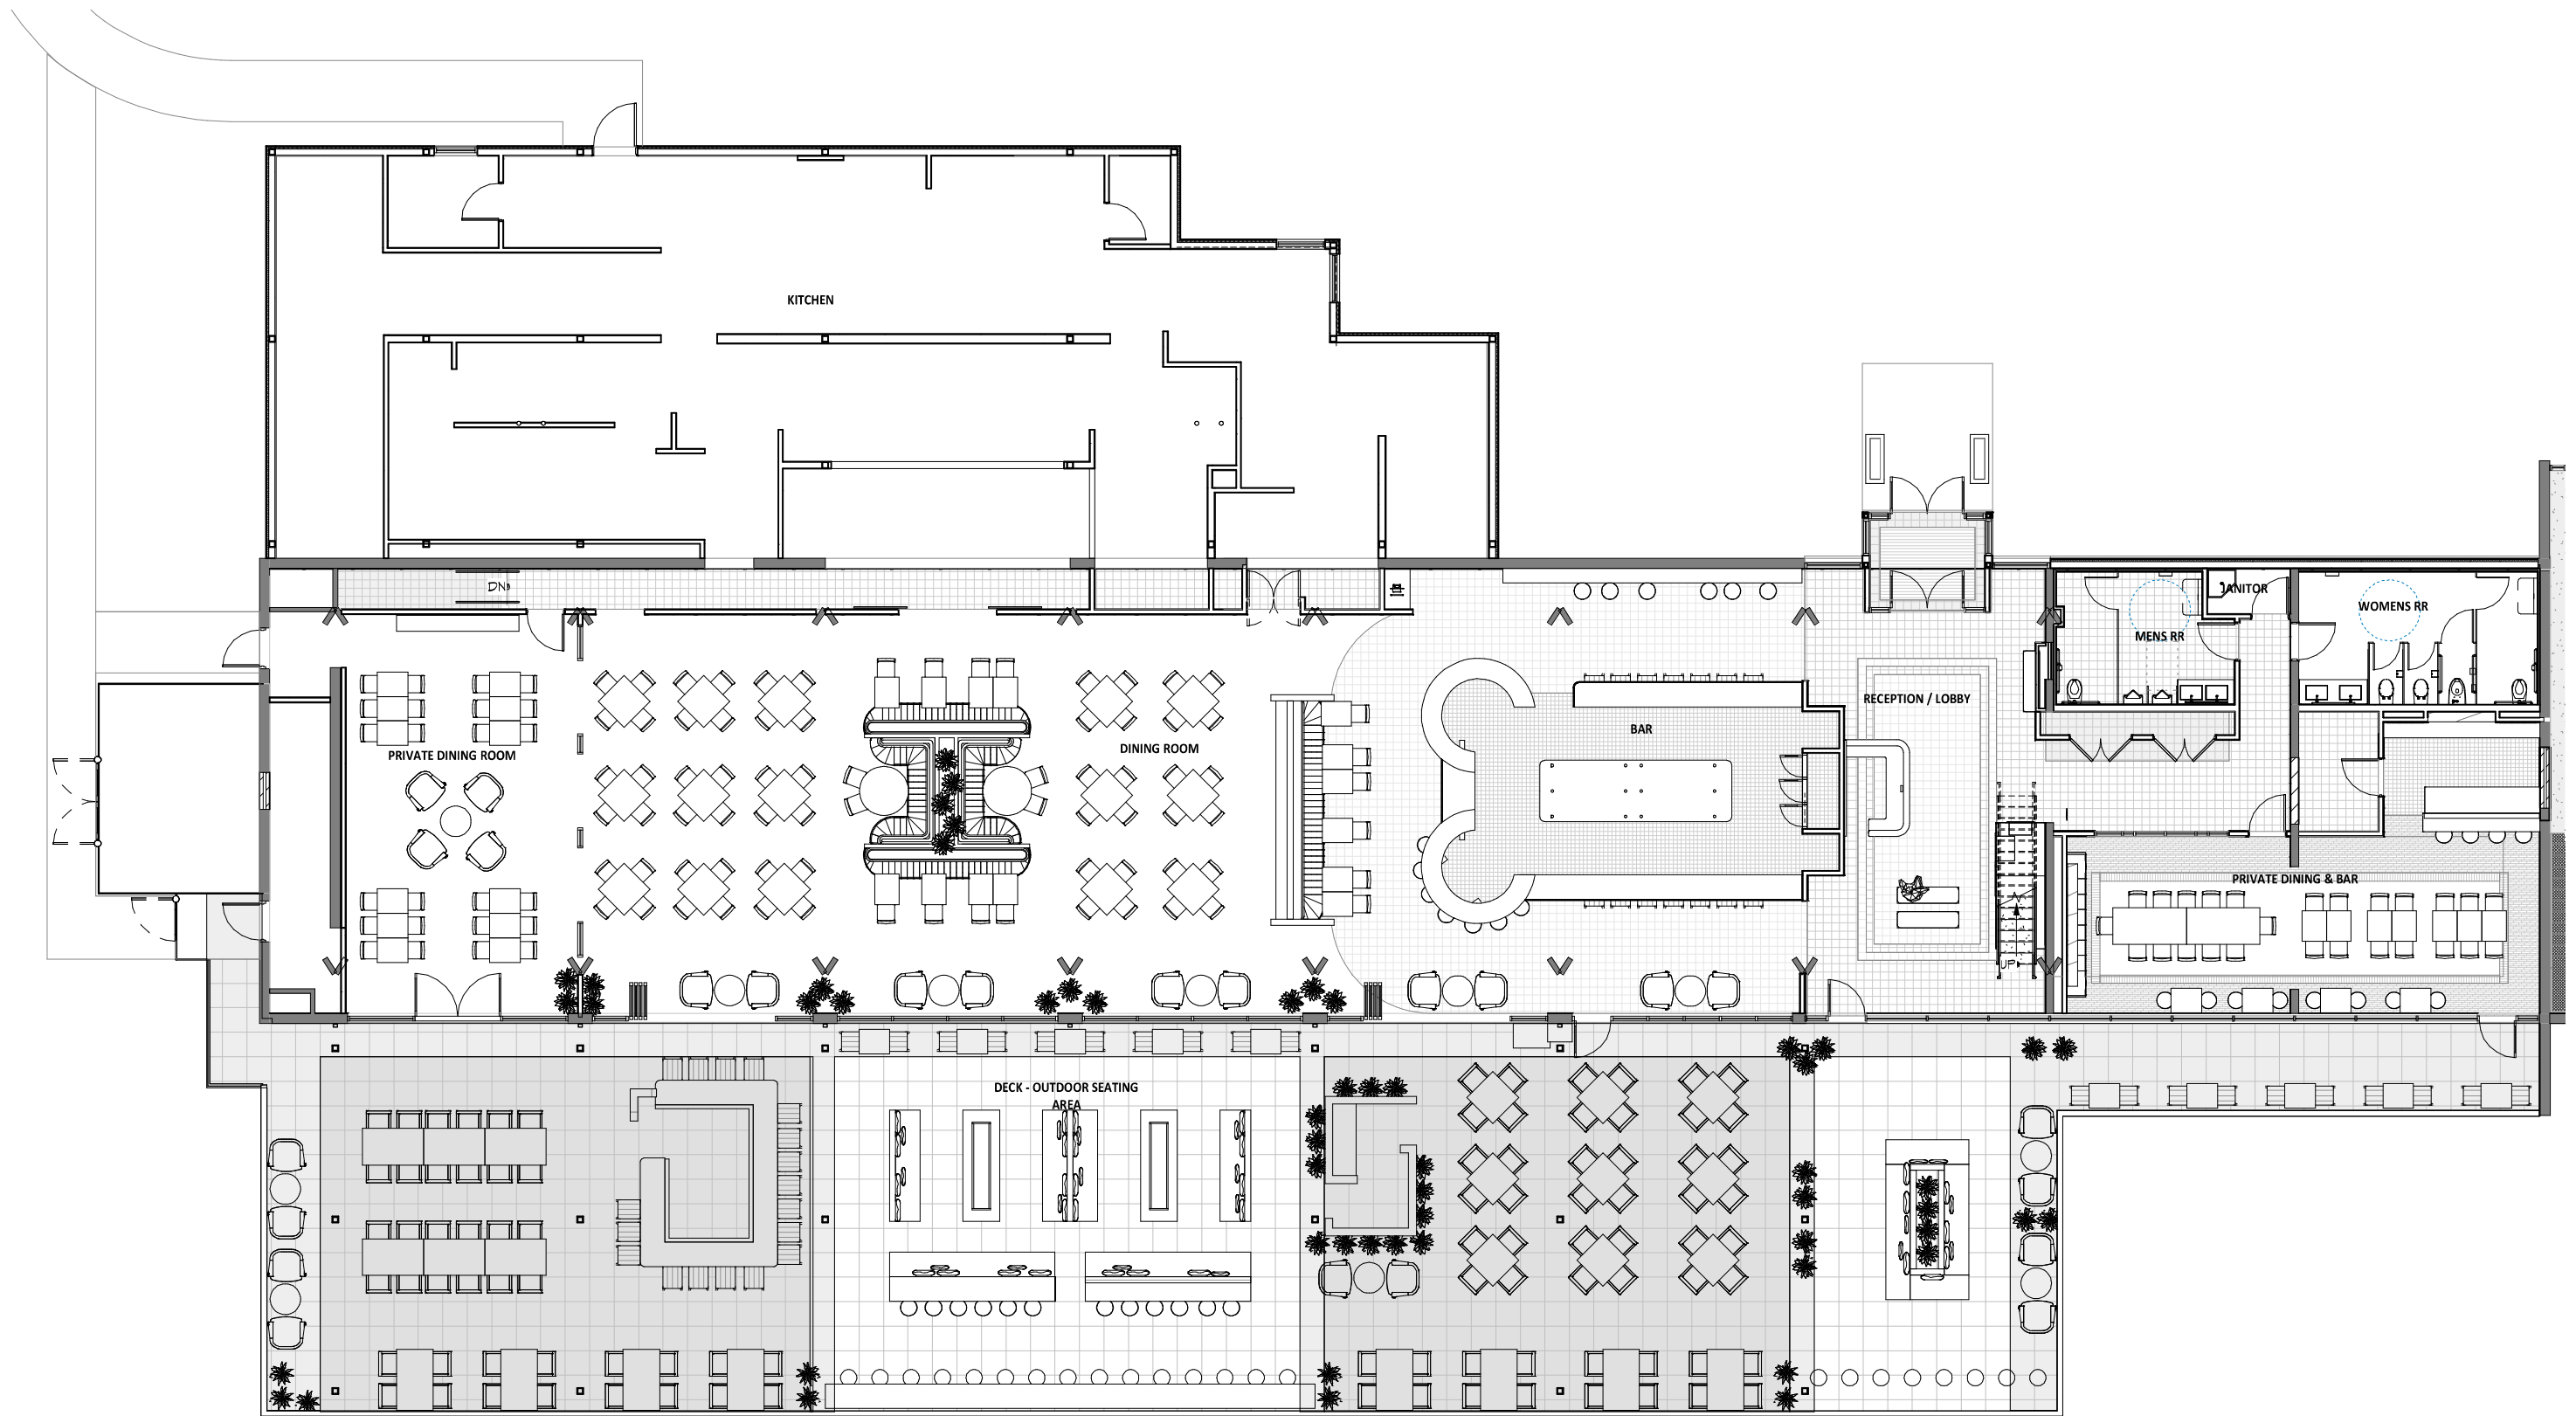 KITCHEN
DN
JANITOR
WOMENS RR
MENS RR
RECEPTION / LOBBY
BAR
DINING ROOM
PRIVATE DINING ROOM
PRIVATE DINING & BAR
UP
DECK - OUTDOOR SEATING
AREA